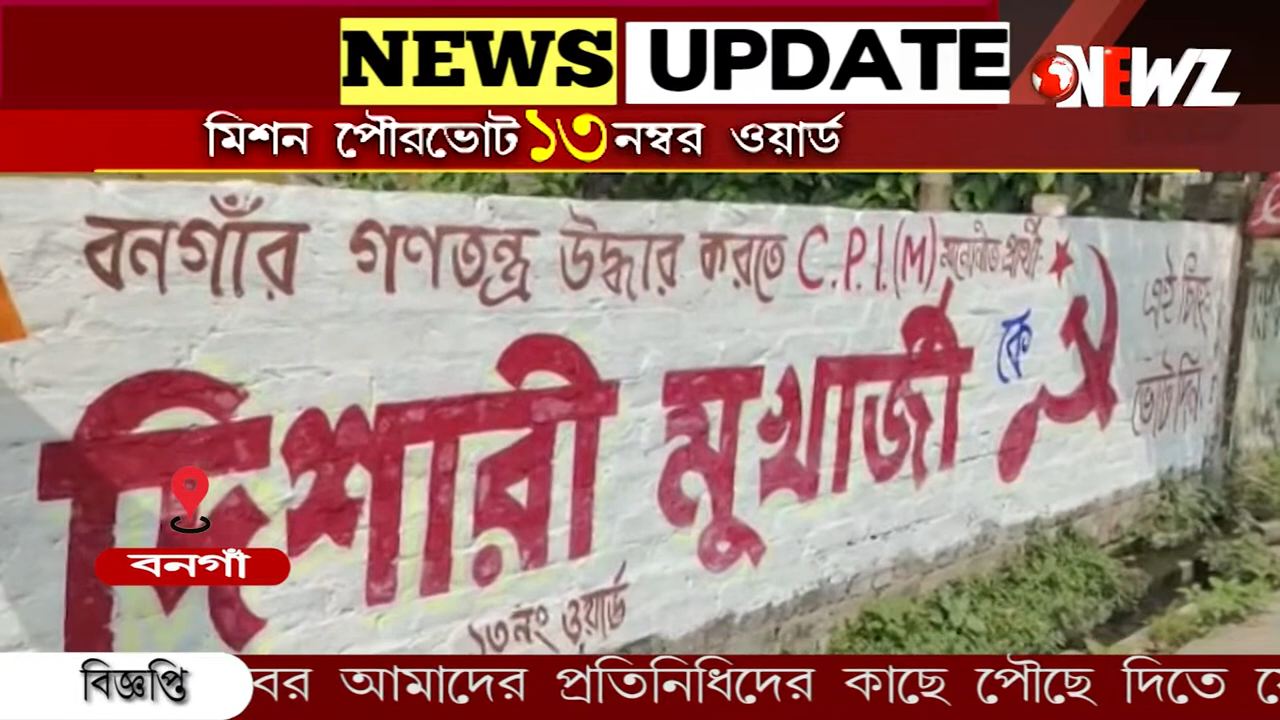 NEWS UPDATE
NEWZ
মিশন পৌরভোট ১৩ নম্বর ওয়ার্ড
বনগাঁর গণতন্ত্র উদ্ধার করতে C.P.I.(M) মনোনীত প্রার্থী
দিশারী মুখার্জী কে
এই চিহ্নে
ভোট দিন
১৩নং ওয়ার্ড
বনগাঁ
বিজ্ঞপ্তি
বর আমাদের প্রতিনিধিদের কাছে পৌছে দিতে